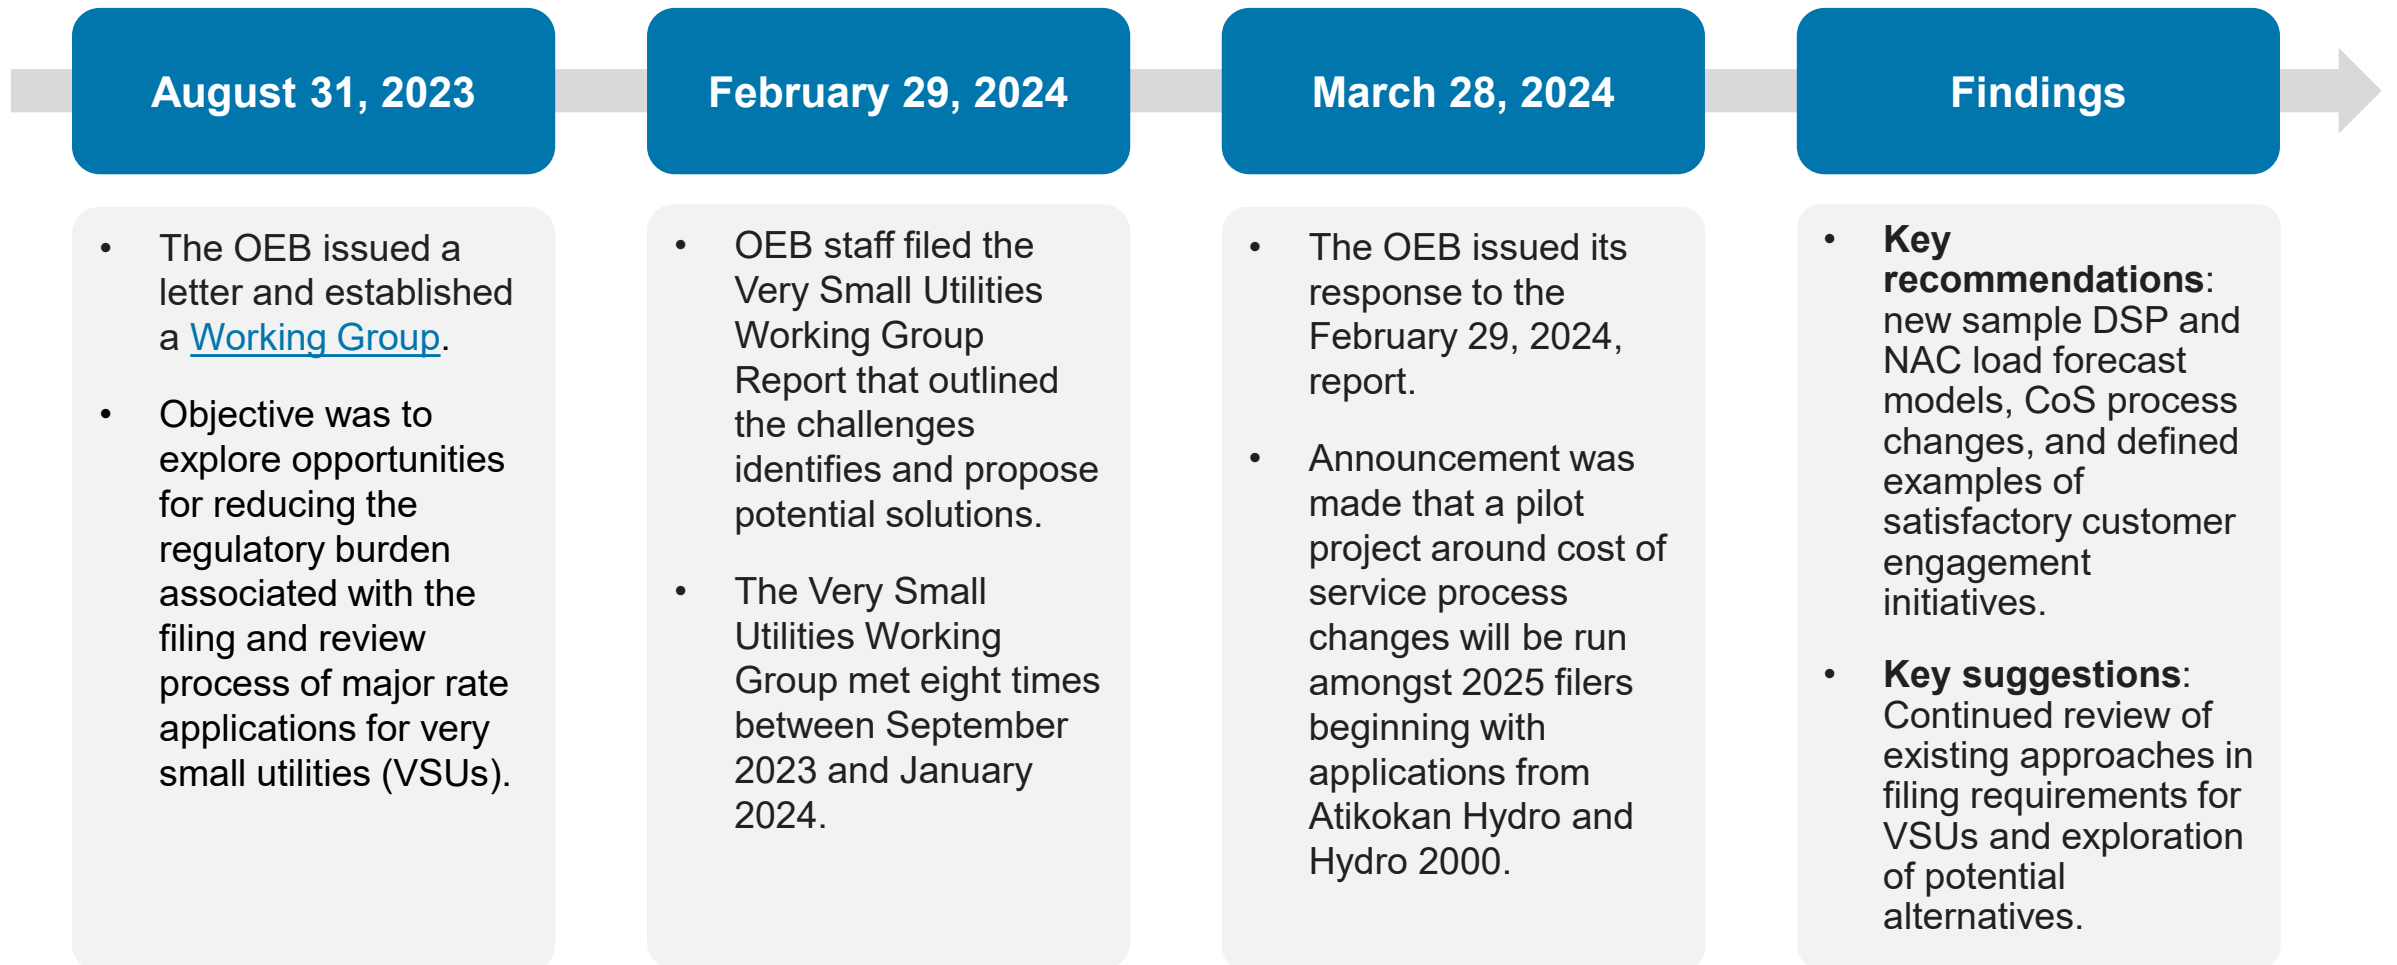 August 31, 2023
• The OEB issued a
letter and established
a Working Group.
• Objective was to
explore opportunities
for reducing the
regulatory burden
associated with the
filing and review
process of major rate
applications for very
small utilities (VSUs).
February 29, 2024
• OEB staff filed the
Very Small Utilities
Working Group
Report that outlined
the challenges
identifies and propose
potential solutions.
• The Very Small
Utilities Working
Group met eight times
between September
2023 and January
2024.
March 28, 2024
• The OEB issued its
response to the
February 29, 2024,
report.
• Announcement was
made that a pilot
project around cost of
service process
changes will be run
amongst 2025 filers
beginning with
applications from
Atikokan Hydro and
Hydro 2000.
Findings
• Key
recommendations:
new sample DSP and
NAC load forecast
models, CoS process
changes, and defined
examples of
satisfactory customer
engagement
initiatives.
• Key suggestions:
Continued review of
existing approaches in
filing requirements for
VSUs and exploration
of potential
alternatives.